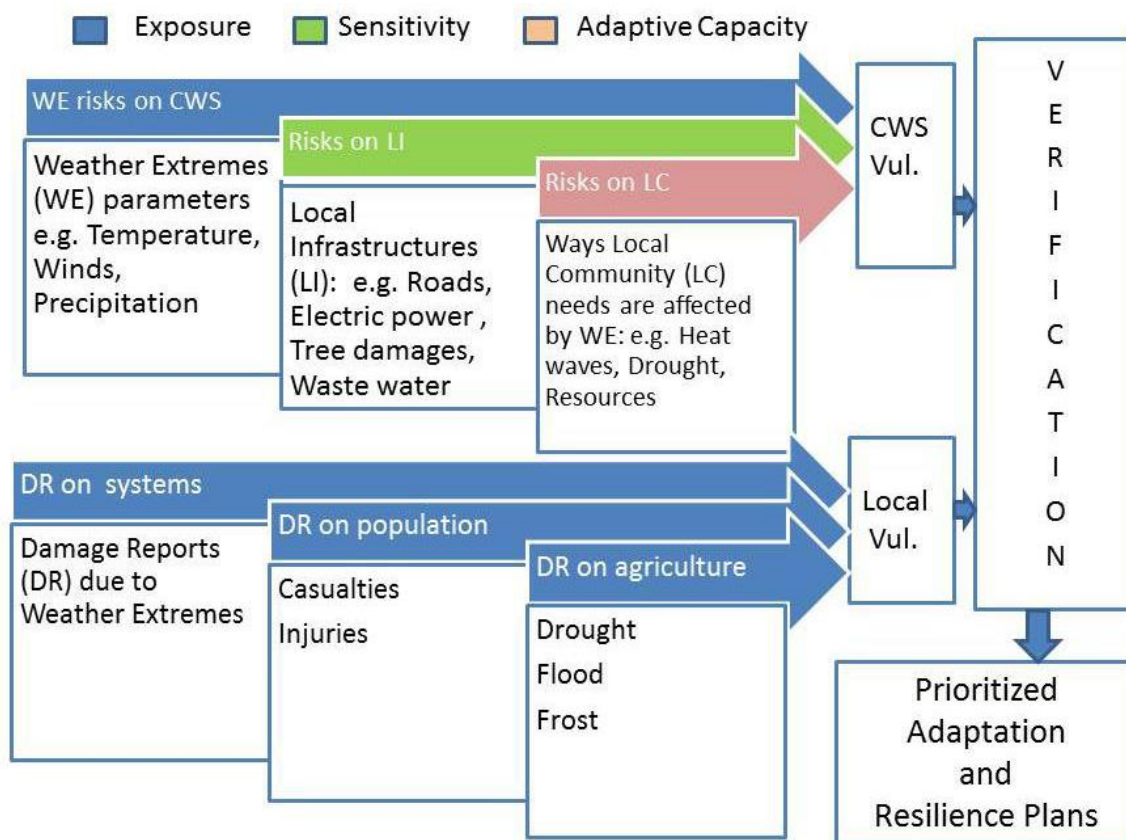 Exposure
Sensitivity
Adaptive Capacity
WE risks on CWS
Weather Extremes
(WE) parameters
e.g. Temperature,
Winds,
Precipitation
Risks on LI
Local
Infrastructures
(LI):  e.g. Roads,
Electric power ,
Tree damages,
Waste water
Risks on LC
Ways Local
Community (LC)
needs are affected
by WE: e.g. Heat
waves, Drought,
Resources
CWS
Vul.
DR on  systems
Damage Reports
(DR) due to
Weather Extremes
DR on population
Casualties
Injuries
DR on agriculture
Drought
Flood
Frost
Local
Vul.
V
E
R
I
F
I
C
A
T
I
O
N
Prioritized
Adaptation
and
Resilience Plans